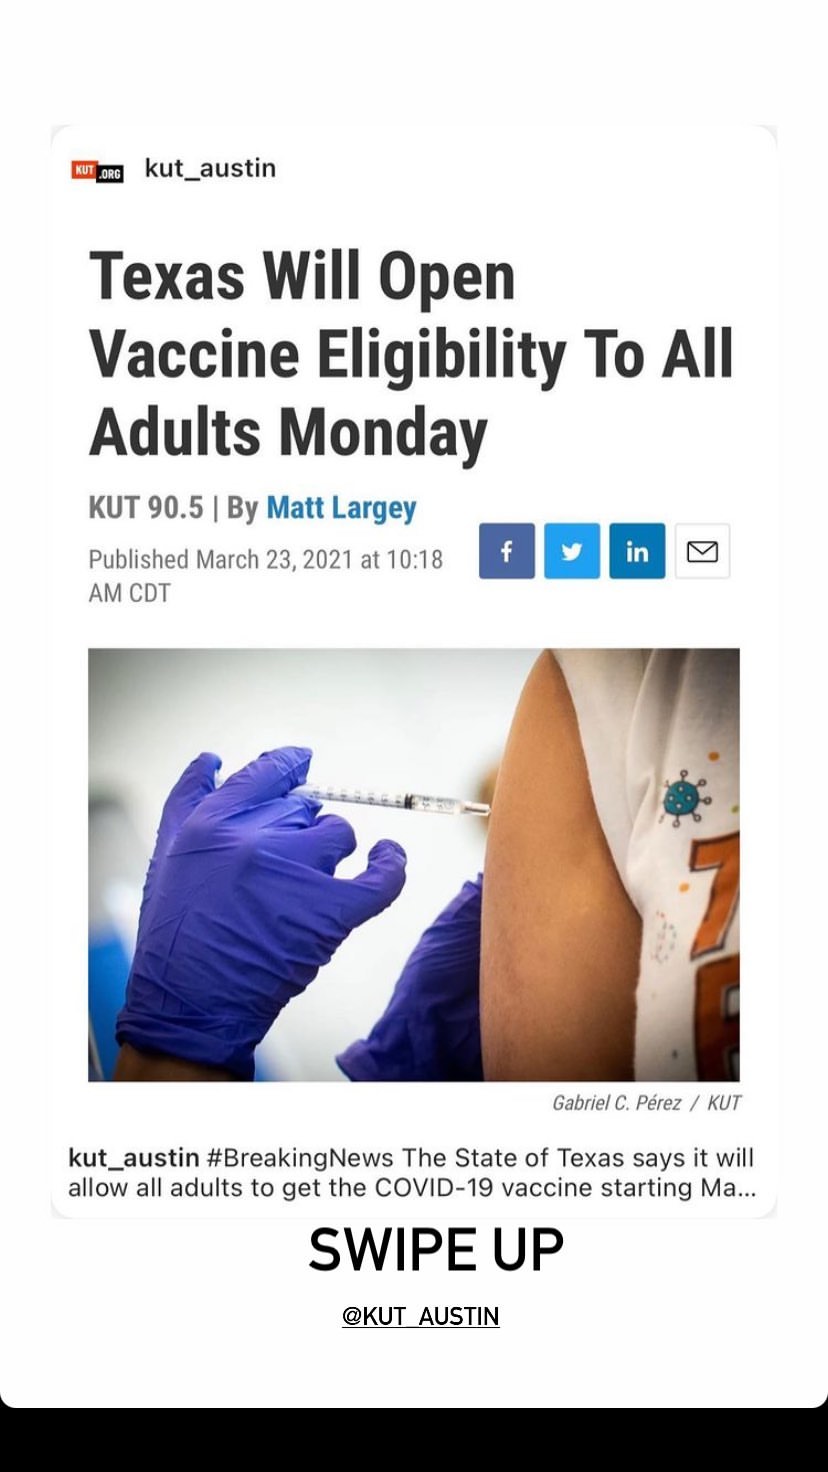 KUT .ORG kut_austin
Texas Will Open
Vaccine Eligibility To All
Adults Monday
KUT 90.5 | By Matt Largey
Published March 23, 2021 at 10:18
AM CDT
f in
Gabriel C. Pérez / KUT
kut_austin #BreakingNews The State of Texas says it will
allow all adults to get the COVID-19 vaccine starting Ma...
SWIPE UP
@KUT_AUSTIN